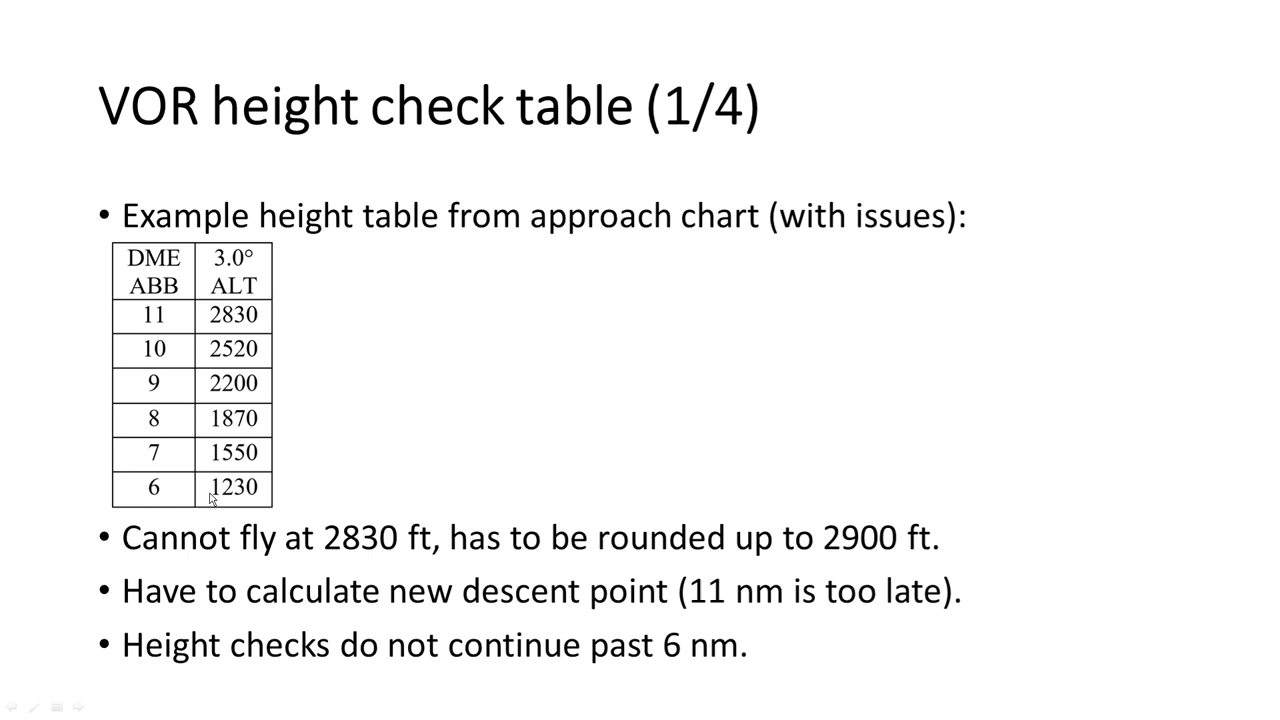 VOR height check table (1/4)
• Example height table from approach chart (with issues):
DME ABB 3.0° ALT
11 2830
10 2520
9 2200
8 1870
7 1550
6 1230
• Cannot fly at 2830 ft, has to be rounded up to 2900 ft.
• Have to calculate new descent point (11 nm is too late).
• Height checks do not continue past 6 nm.